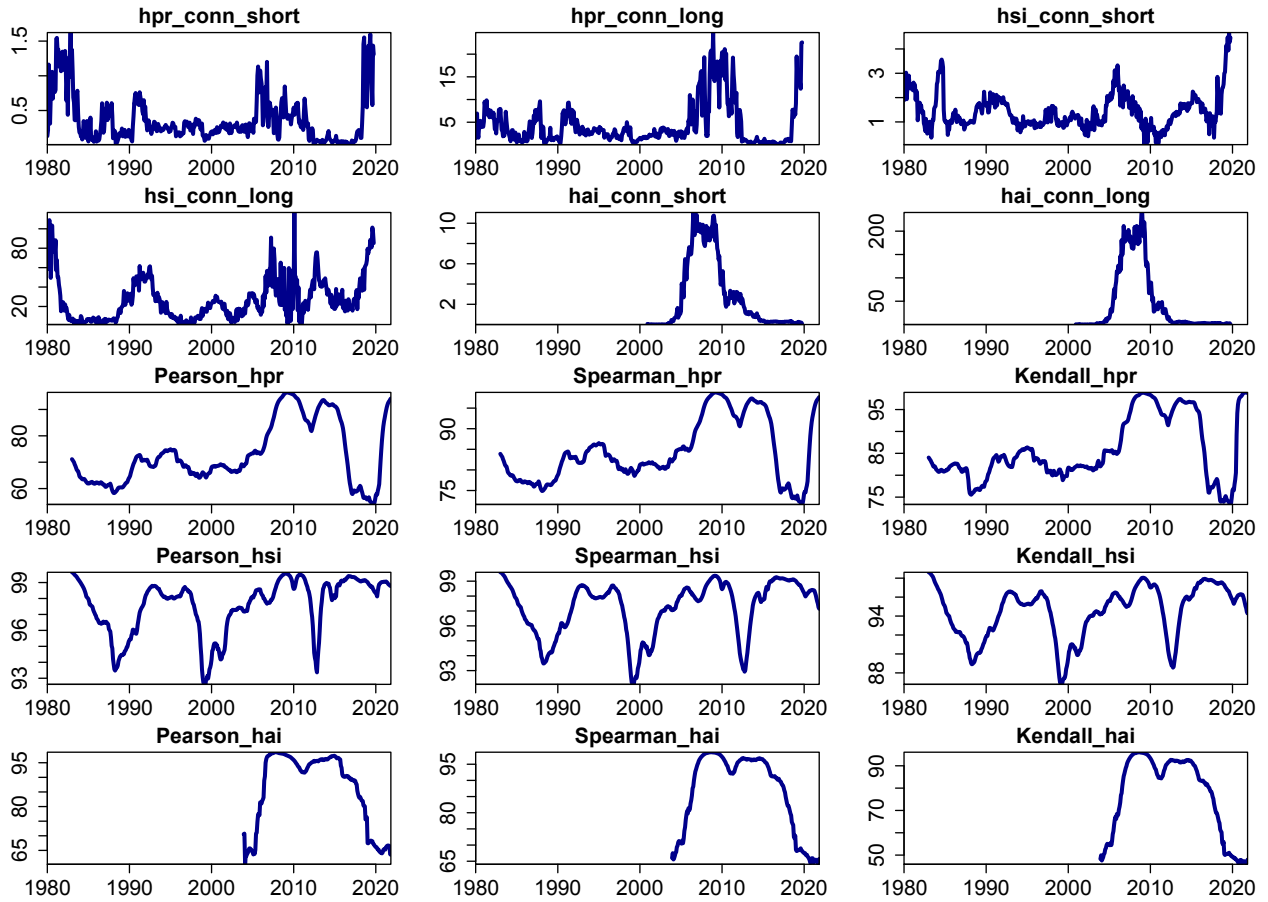 hpr_conn_short hpr_conn_long hsi_conn_short
0.5 1.5 5 15 1 3
1980 1990 2000 2010 2020 1980 1990 2000 2010 2020 1980 1990 2000 2010 2020
hsi_conn_long hai_conn_short hai_conn_long
20 80 2 6 10 50 200
1980 1990 2000 2010 2020 1980 1990 2000 2010 2020 1980 1990 2000 2010 2020
Pearson_hpr Spearman_hpr Kendall_hpr
60 80 75 90 75 85 95
1980 1990 2000 2010 2020 1980 1990 2000 2010 2020 1980 1990 2000 2010 2020
Pearson_hsi Spearman_hsi Kendall_hsi
93 96 99 93 96 99 88 94
1980 1990 2000 2010 2020 1980 1990 2000 2010 2020 1980 1990 2000 2010 2020
Pearson_hai Spearman_hai Kendall_hai
65 80 95 65 80 95 50 70 90
1980 1990 2000 2010 2020 1980 1990 2000 2010 2020 1980 1990 2000 2010 2020